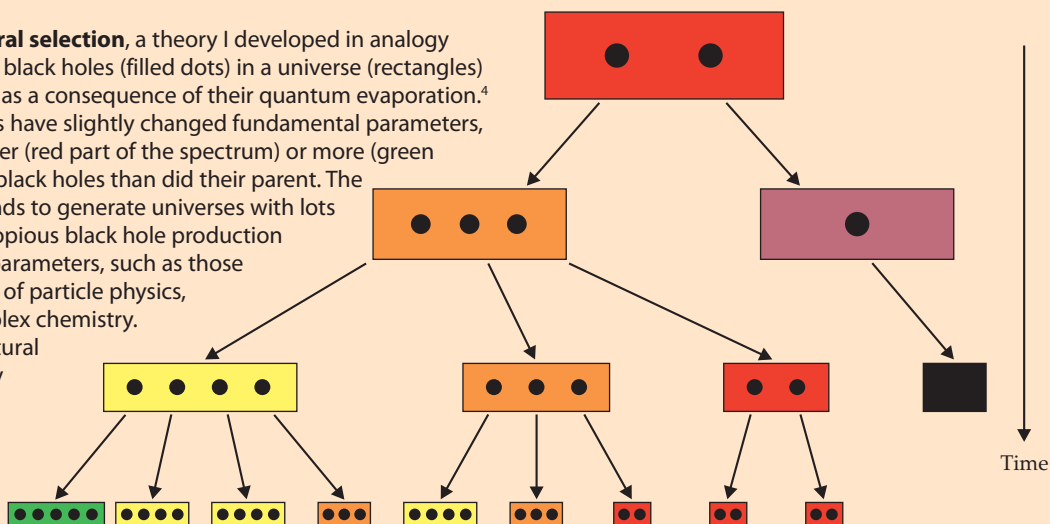 ral selection, a theory I developed in analogy
black holes (filled dots) in a universe (rectangles)
as a consequence of their quantum evaporation.4
s have slightly changed fundamental parameters,
er (red part of the spectrum) or more (green
black holes than did their parent. The
nds to generate universes with lots
opious black hole production
parameters, such as those
of particle physics,
plex chemistry.
tural
y
Time